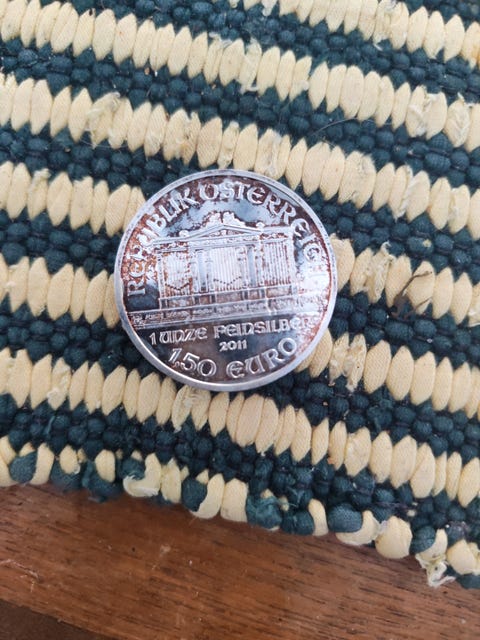 REPUBLIK ÖSTERREICH
1 UNZE FEINSILBER
2011
1,50 EURO